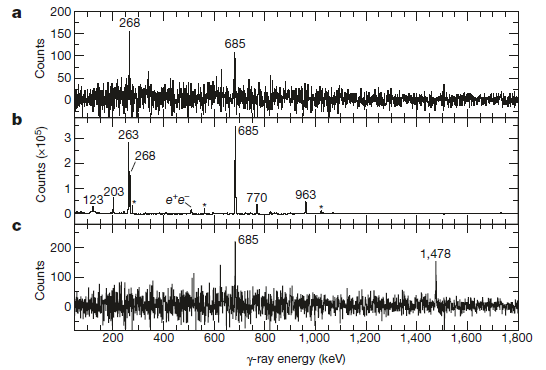 a
200
150
100
50
0
Counts
268
685
b
3
2
1
0
Counts (×10⁵)
123
203
263
268
*
e⁺e⁻
*
685
770
963
*
c
200
100
0
Counts
685
1,478
200 400 600 800 1,000 1,200 1,400 1,600 1,800
γ-ray energy (keV)